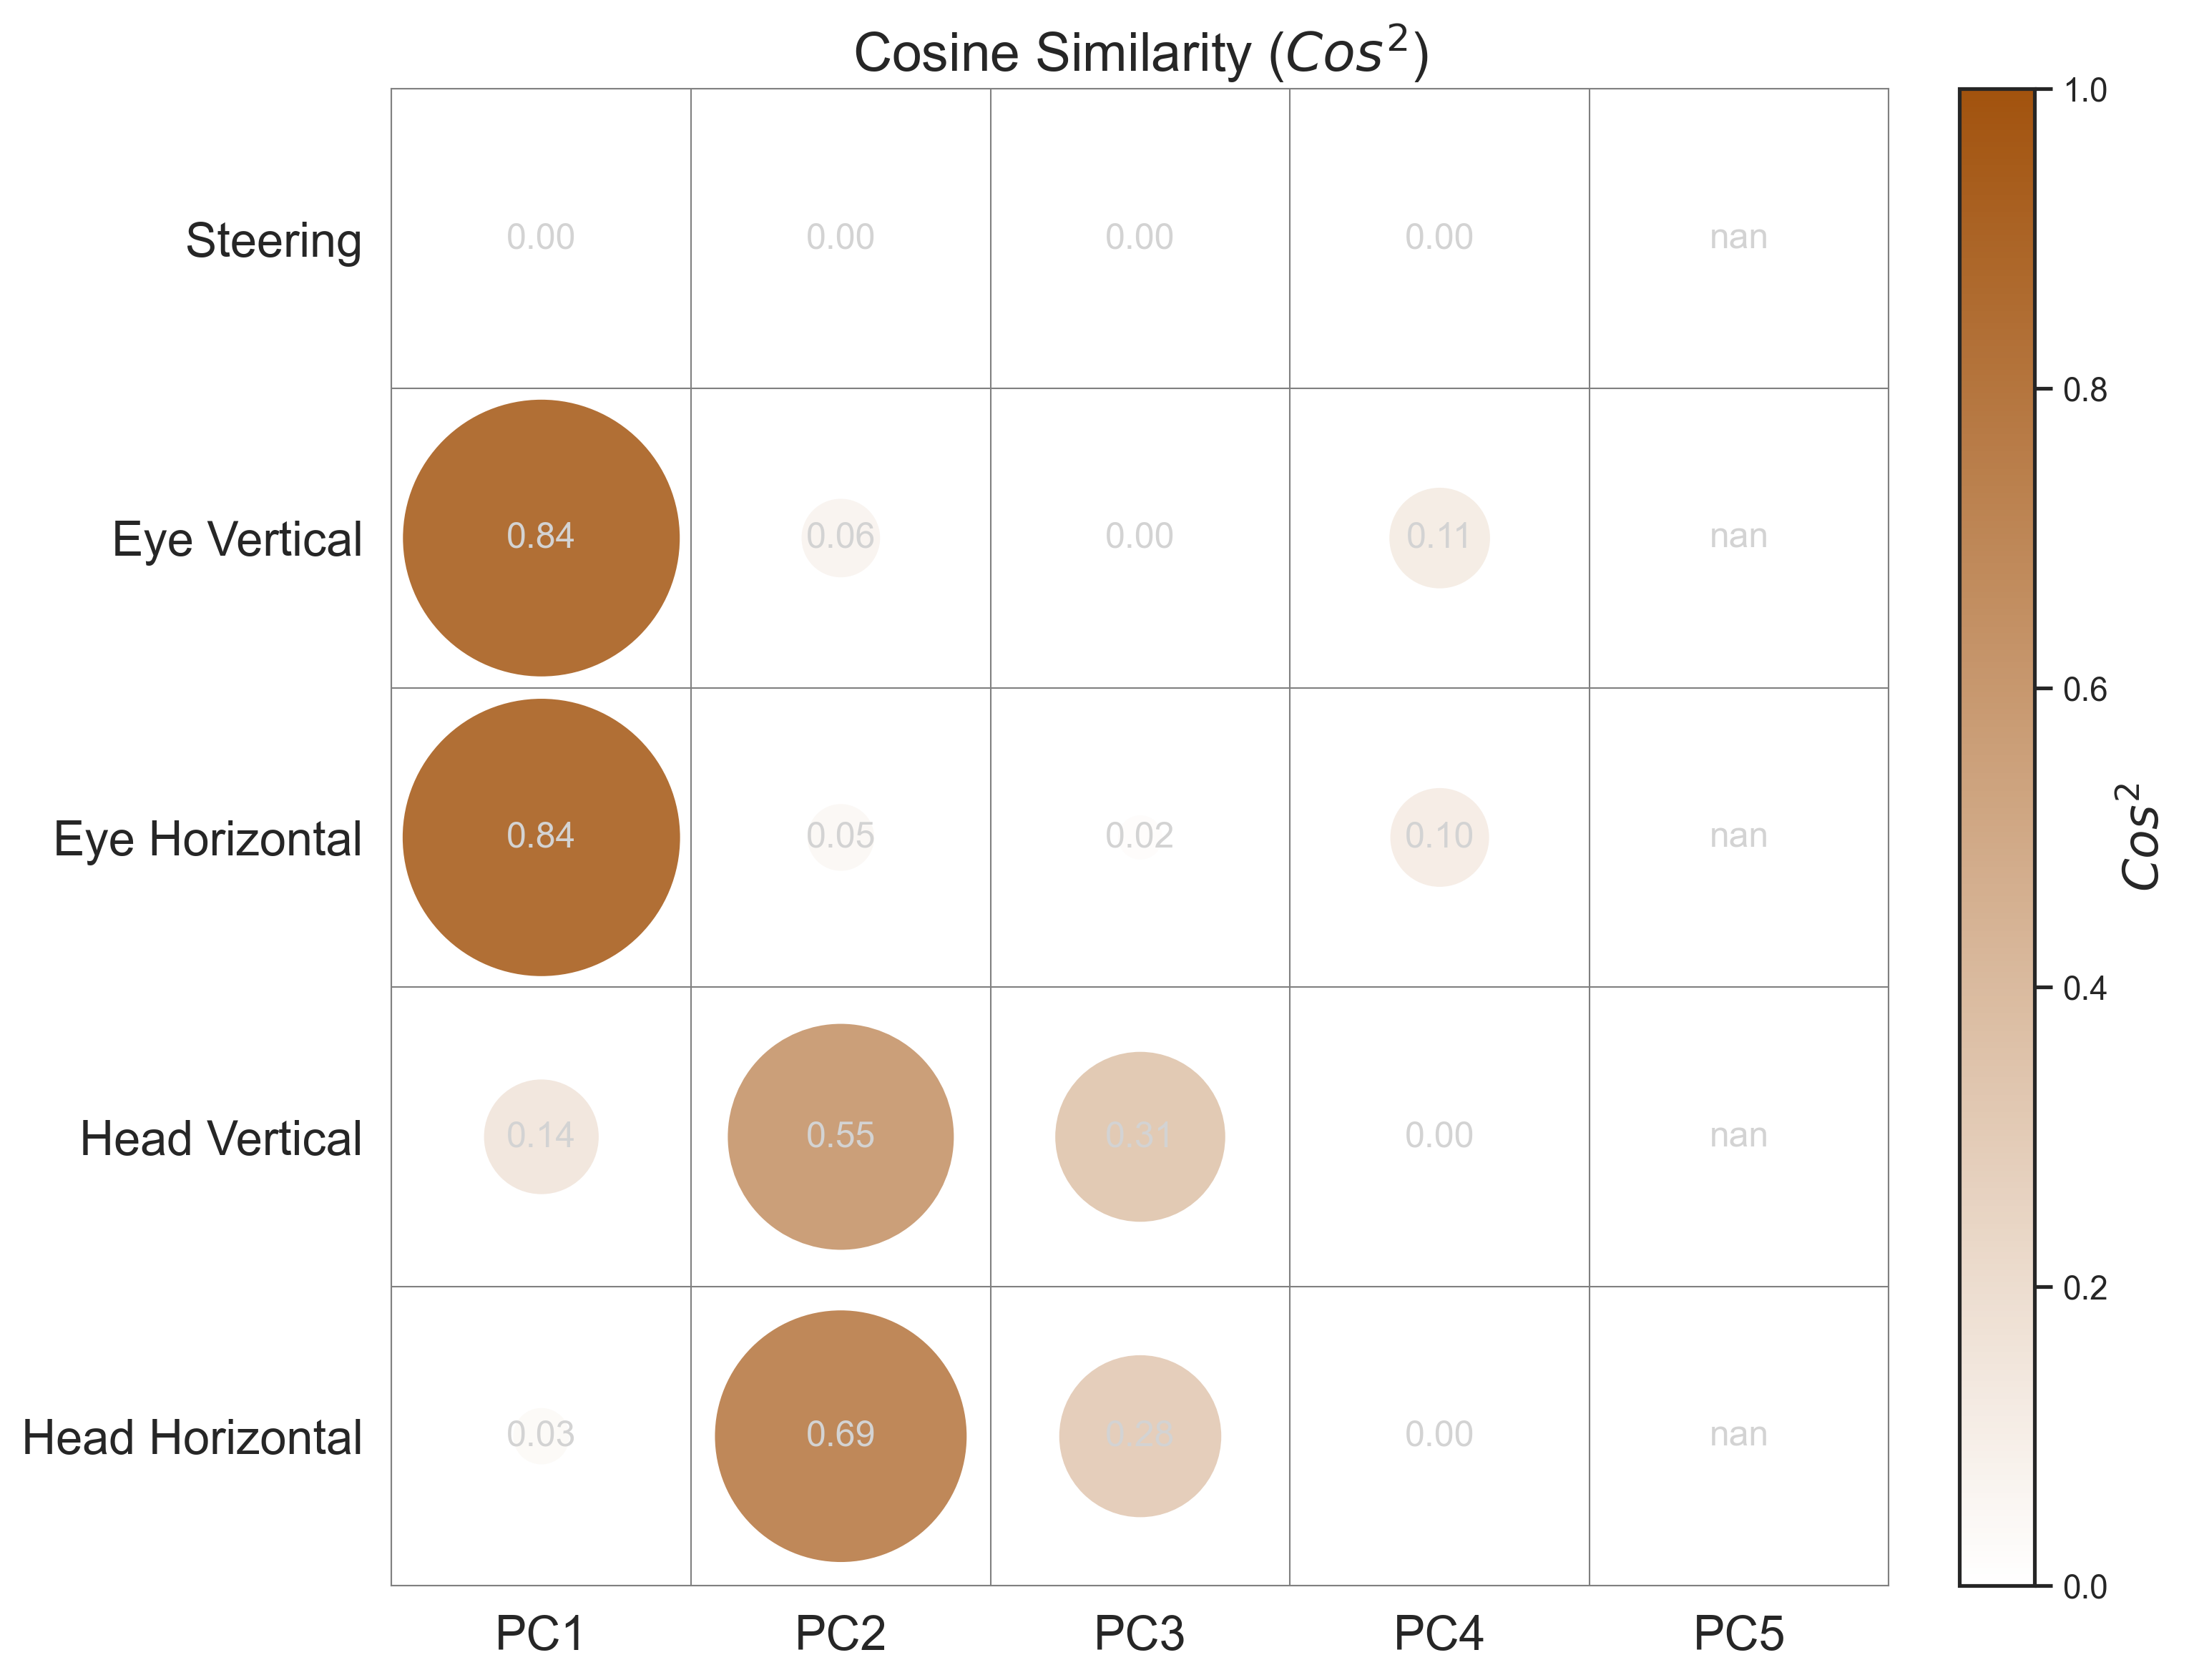 Cosine Similarity (Cos²)
Steering 0.00 0.00 0.00 0.00 nan
Eye Vertical 0.84 0.06 0.00 0.11 nan
Eye Horizontal 0.84 0.05 0.02 0.10 nan
Head Vertical 0.14 0.55 0.31 0.00 nan
Head Horizontal 0.03 0.69 0.28 0.00 nan
PC1 PC2 PC3 PC4 PC5
1.0
0.8
0.6
0.4
0.2
0.0
Cos²